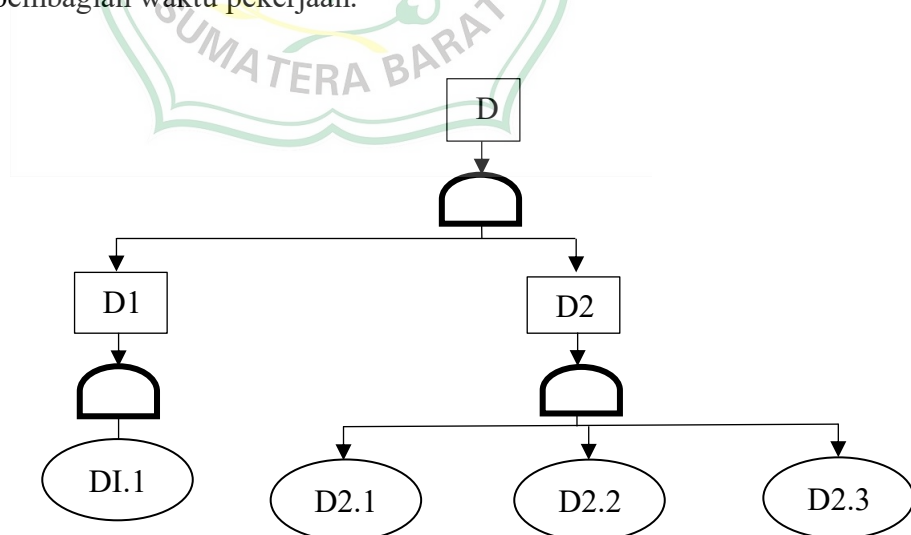 pembagian waktu pekerjaan.
SUMATERA BARAT
D
D1
D2
DI.1
D2.1
D2.2
D2.3